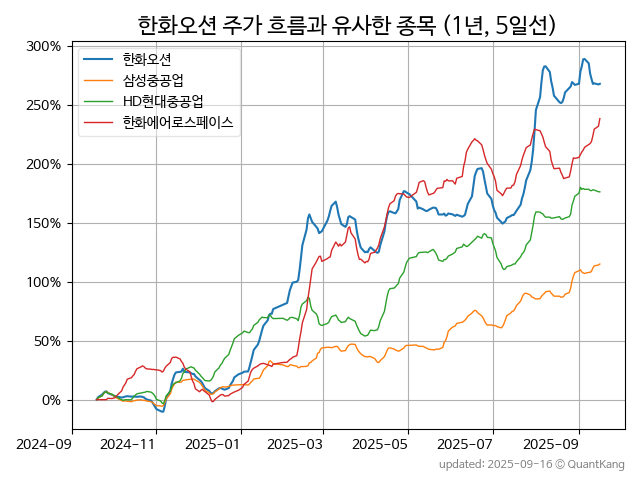 한화오션 주가 흐름과 유사한 종목 (1년, 5일선)
300%
250%
200%
150%
100%
50%
0%
한화오션
삼성중공업
HD현대중공업
한화에어로스페이스
2024-09 2024-11 2025-01 2025-03 2025-05 2025-07 2025-09
updated: 2025-09-16 ⓒ QuantKang